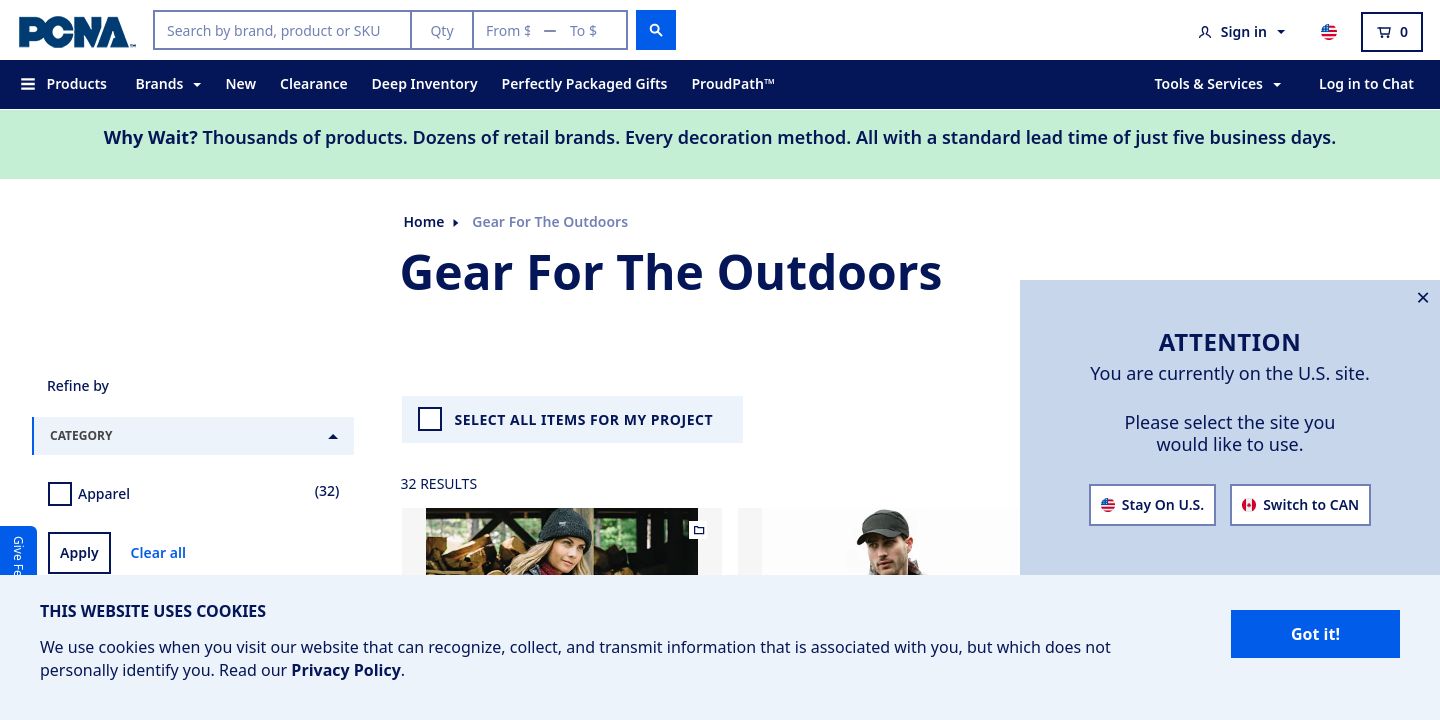 PCNA™
Search by brand, product or SKU
Qty
From $ — To $
Sign in
0
Products
Brands
New
Clearance
Deep Inventory
Perfectly Packaged Gifts
ProudPath™
Tools & Services
Log in to Chat
Why Wait? Thousands of products. Dozens of retail brands. Every decoration method. All with a standard lead time of just five business days.
Home
Gear For The Outdoors
Gear For The Outdoors
ATTENTION
You are currently on the U.S. site.
Please select the site you
would like to use.
Stay On U.S.
Switch to CAN
Refine by
CATEGORY
Apparel
(32)
Apply
Clear all
SELECT ALL ITEMS FOR MY PROJECT
32 RESULTS
Give Fe
THIS WEBSITE USES COOKIES
We use cookies when you visit our website that can recognize, collect, and transmit information that is associated with you, but which does not
personally identify you. Read our Privacy Policy.
Got it!